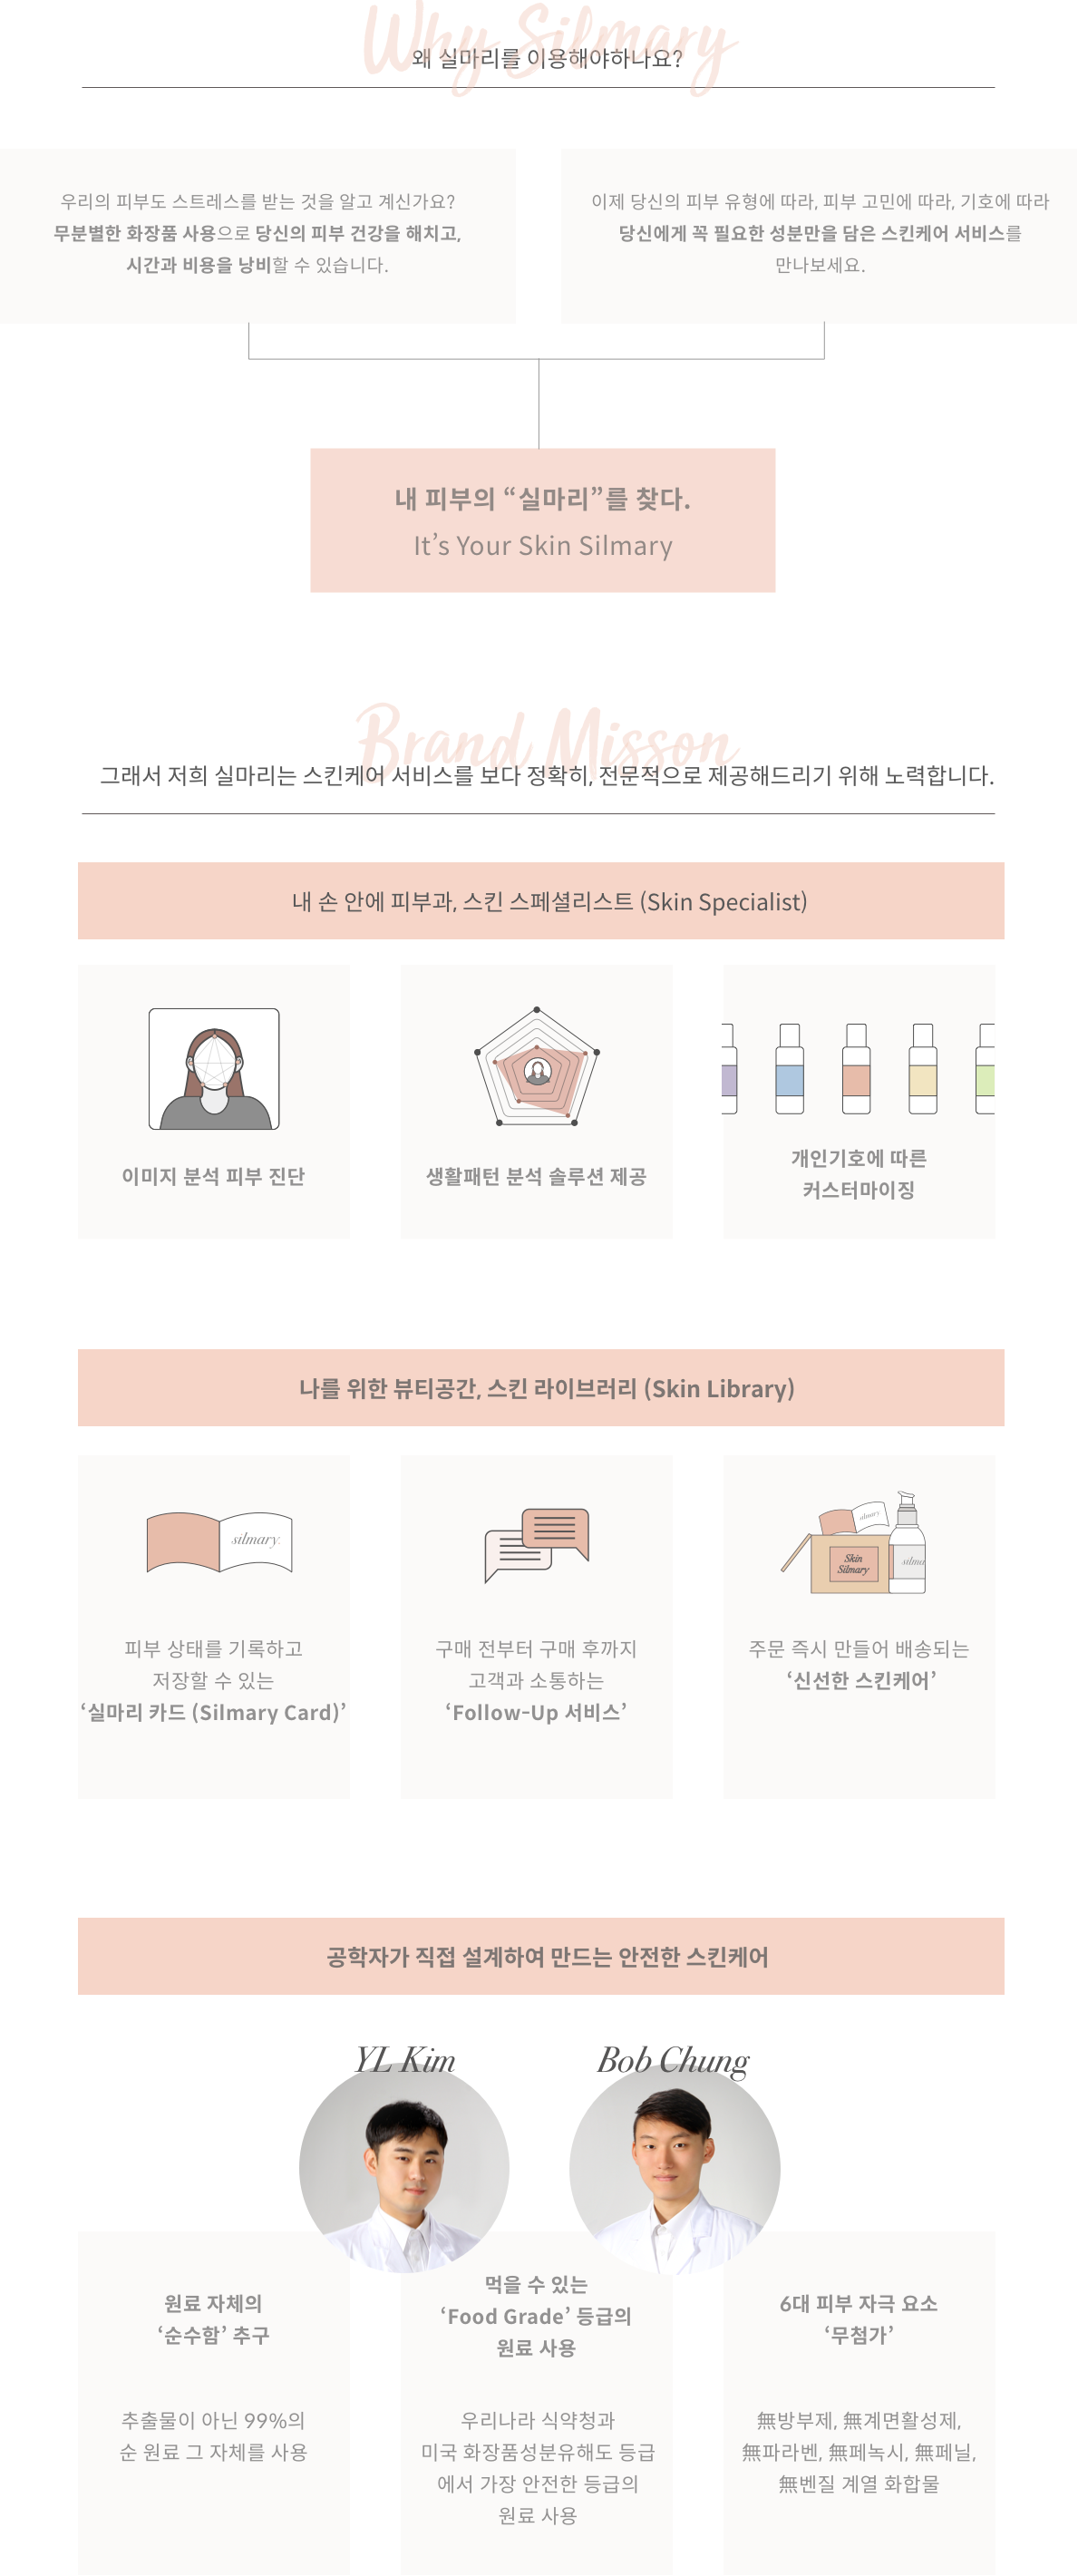 Why Silmary
왜 실마리를 이용해야하나요?
우리의 피부도 스트레스를 받는 것을 알고 계신가요?
무분별한 화장품 사용으로 당신의 피부 건강을 해치고,
시간과 비용을 낭비할 수 있습니다.
이제 당신의 피부 유형에 따라, 피부 고민에 따라, 기호에 따라
당신에게 꼭 필요한 성분만을 담은 스킨케어 서비스를
만나보세요.
내 피부의 “실마리”를 찾다.
It’s Your Skin Silmary
Brand Misson
그래서 저희 실마리는 스킨케어 서비스를 보다 정확히, 전문적으로 제공해드리기 위해 노력합니다.
내 손 안에 피부과, 스킨 스페셜리스트 (Skin Specialist)
이미지 분석 피부 진단
생활패턴 분석 솔루션 제공
개인기호에 따른
커스터마이징
나를 위한 뷰티공간, 스킨 라이브러리 (Skin Library)
silmary
silmary
Skin
Silmary
silma
피부 상태를 기록하고
저장할 수 있는
‘실마리 카드 (Silmary Card)’
구매 전부터 구매 후까지
고객과 소통하는
‘Follow-Up 서비스’
주문 즉시 만들어 배송되는
‘신선한 스킨케어’
공학자가 직접 설계하여 만드는 안전한 스킨케어
YL Kim
Bob Chung
원료 자체의
‘순수함’ 추구
추출물이 아닌 99%의
순 원료 그 자체를 사용
먹을 수 있는
‘Food Grade’ 등급의
원료 사용
우리나라 식약청과
미국 화장품성분유해도 등급
에서 가장 안전한 등급의
원료 사용
6대 피부 자극 요소
‘무첨가’
無방부제, 無계면활성제,
無파라벤, 無페녹시, 無페닐,
無벤질 계열 화합물